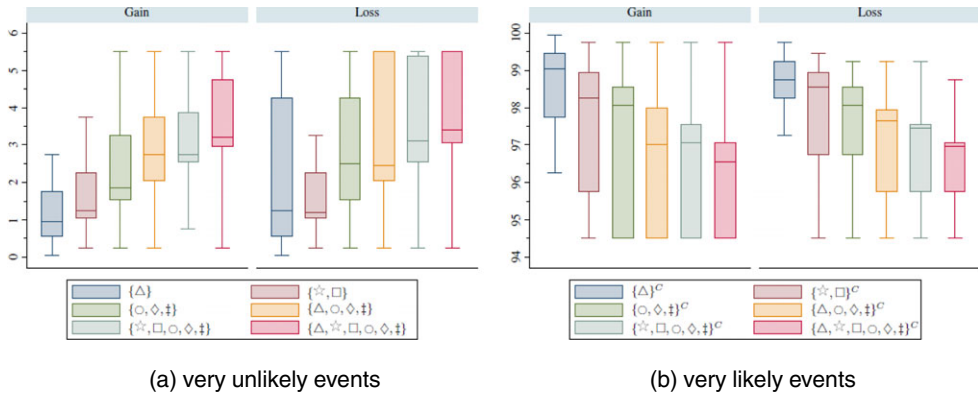 Gain Loss
6
5
4
3
2
1
0
{△} {☆,□}
{○,◊,‡} {△,○,◊,‡}
{☆,□,○,◊,‡} {△,☆,□,○,◊,‡}
(a) very unlikely events
Gain Loss
100
99
98
97
96
95
94
{△}ᶜ {☆,□}ᶜ
{○,◊,‡}ᶜ {△,○,◊,‡}ᶜ
{☆,□,○,◊,‡}ᶜ {△,☆,□,○,◊,‡}ᶜ
(b) very likely events